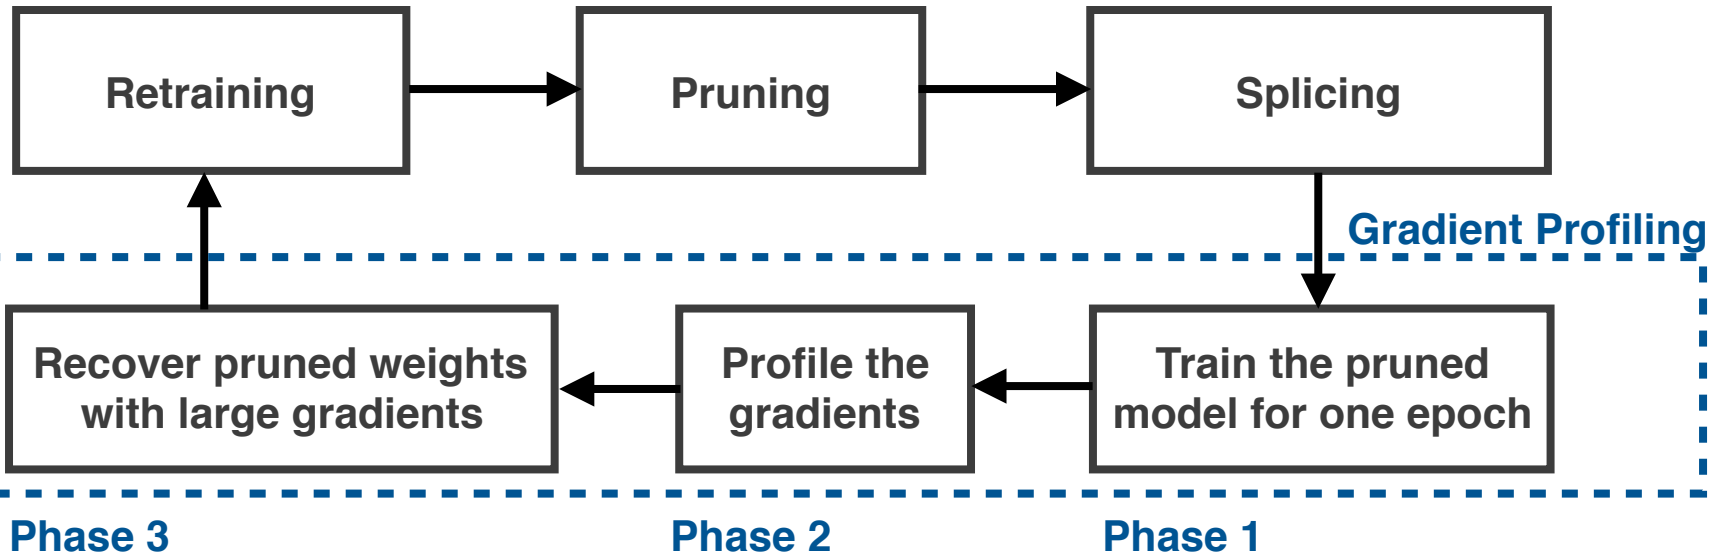 Retraining
Pruning
Splicing
Gradient Profiling
Recover pruned weights
with large gradients
Profile the
gradients
Train the pruned
model for one epoch
Phase 3
Phase 2
Phase 1